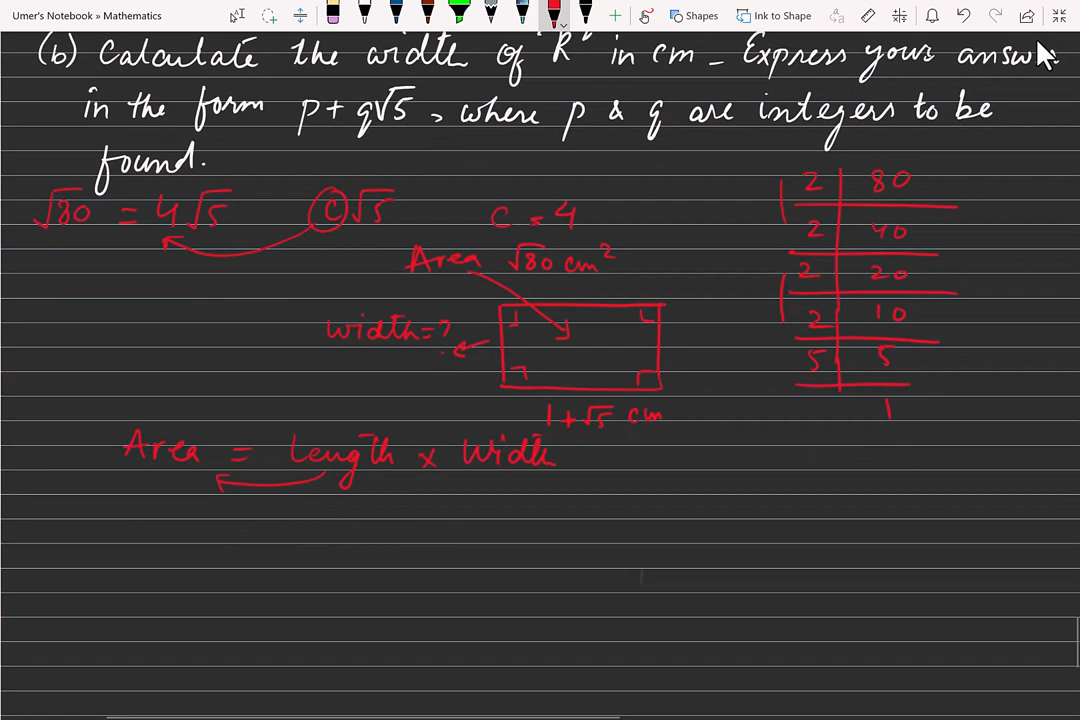 Umer's Notebook » Mathematics
Shapes
Ink to Shape
(b) Calculate the width of "R" in cm - Express your answer
in the form p + q√5, where p & q are integers to be
found.
√80 = 4√5
c√5
c = 4
2 | 80
2 | 40
2 | 20
2 | 10
5 | 5
1
Area √80 cm²
Width = ?
1 + √5 cm
Area = Length × Width